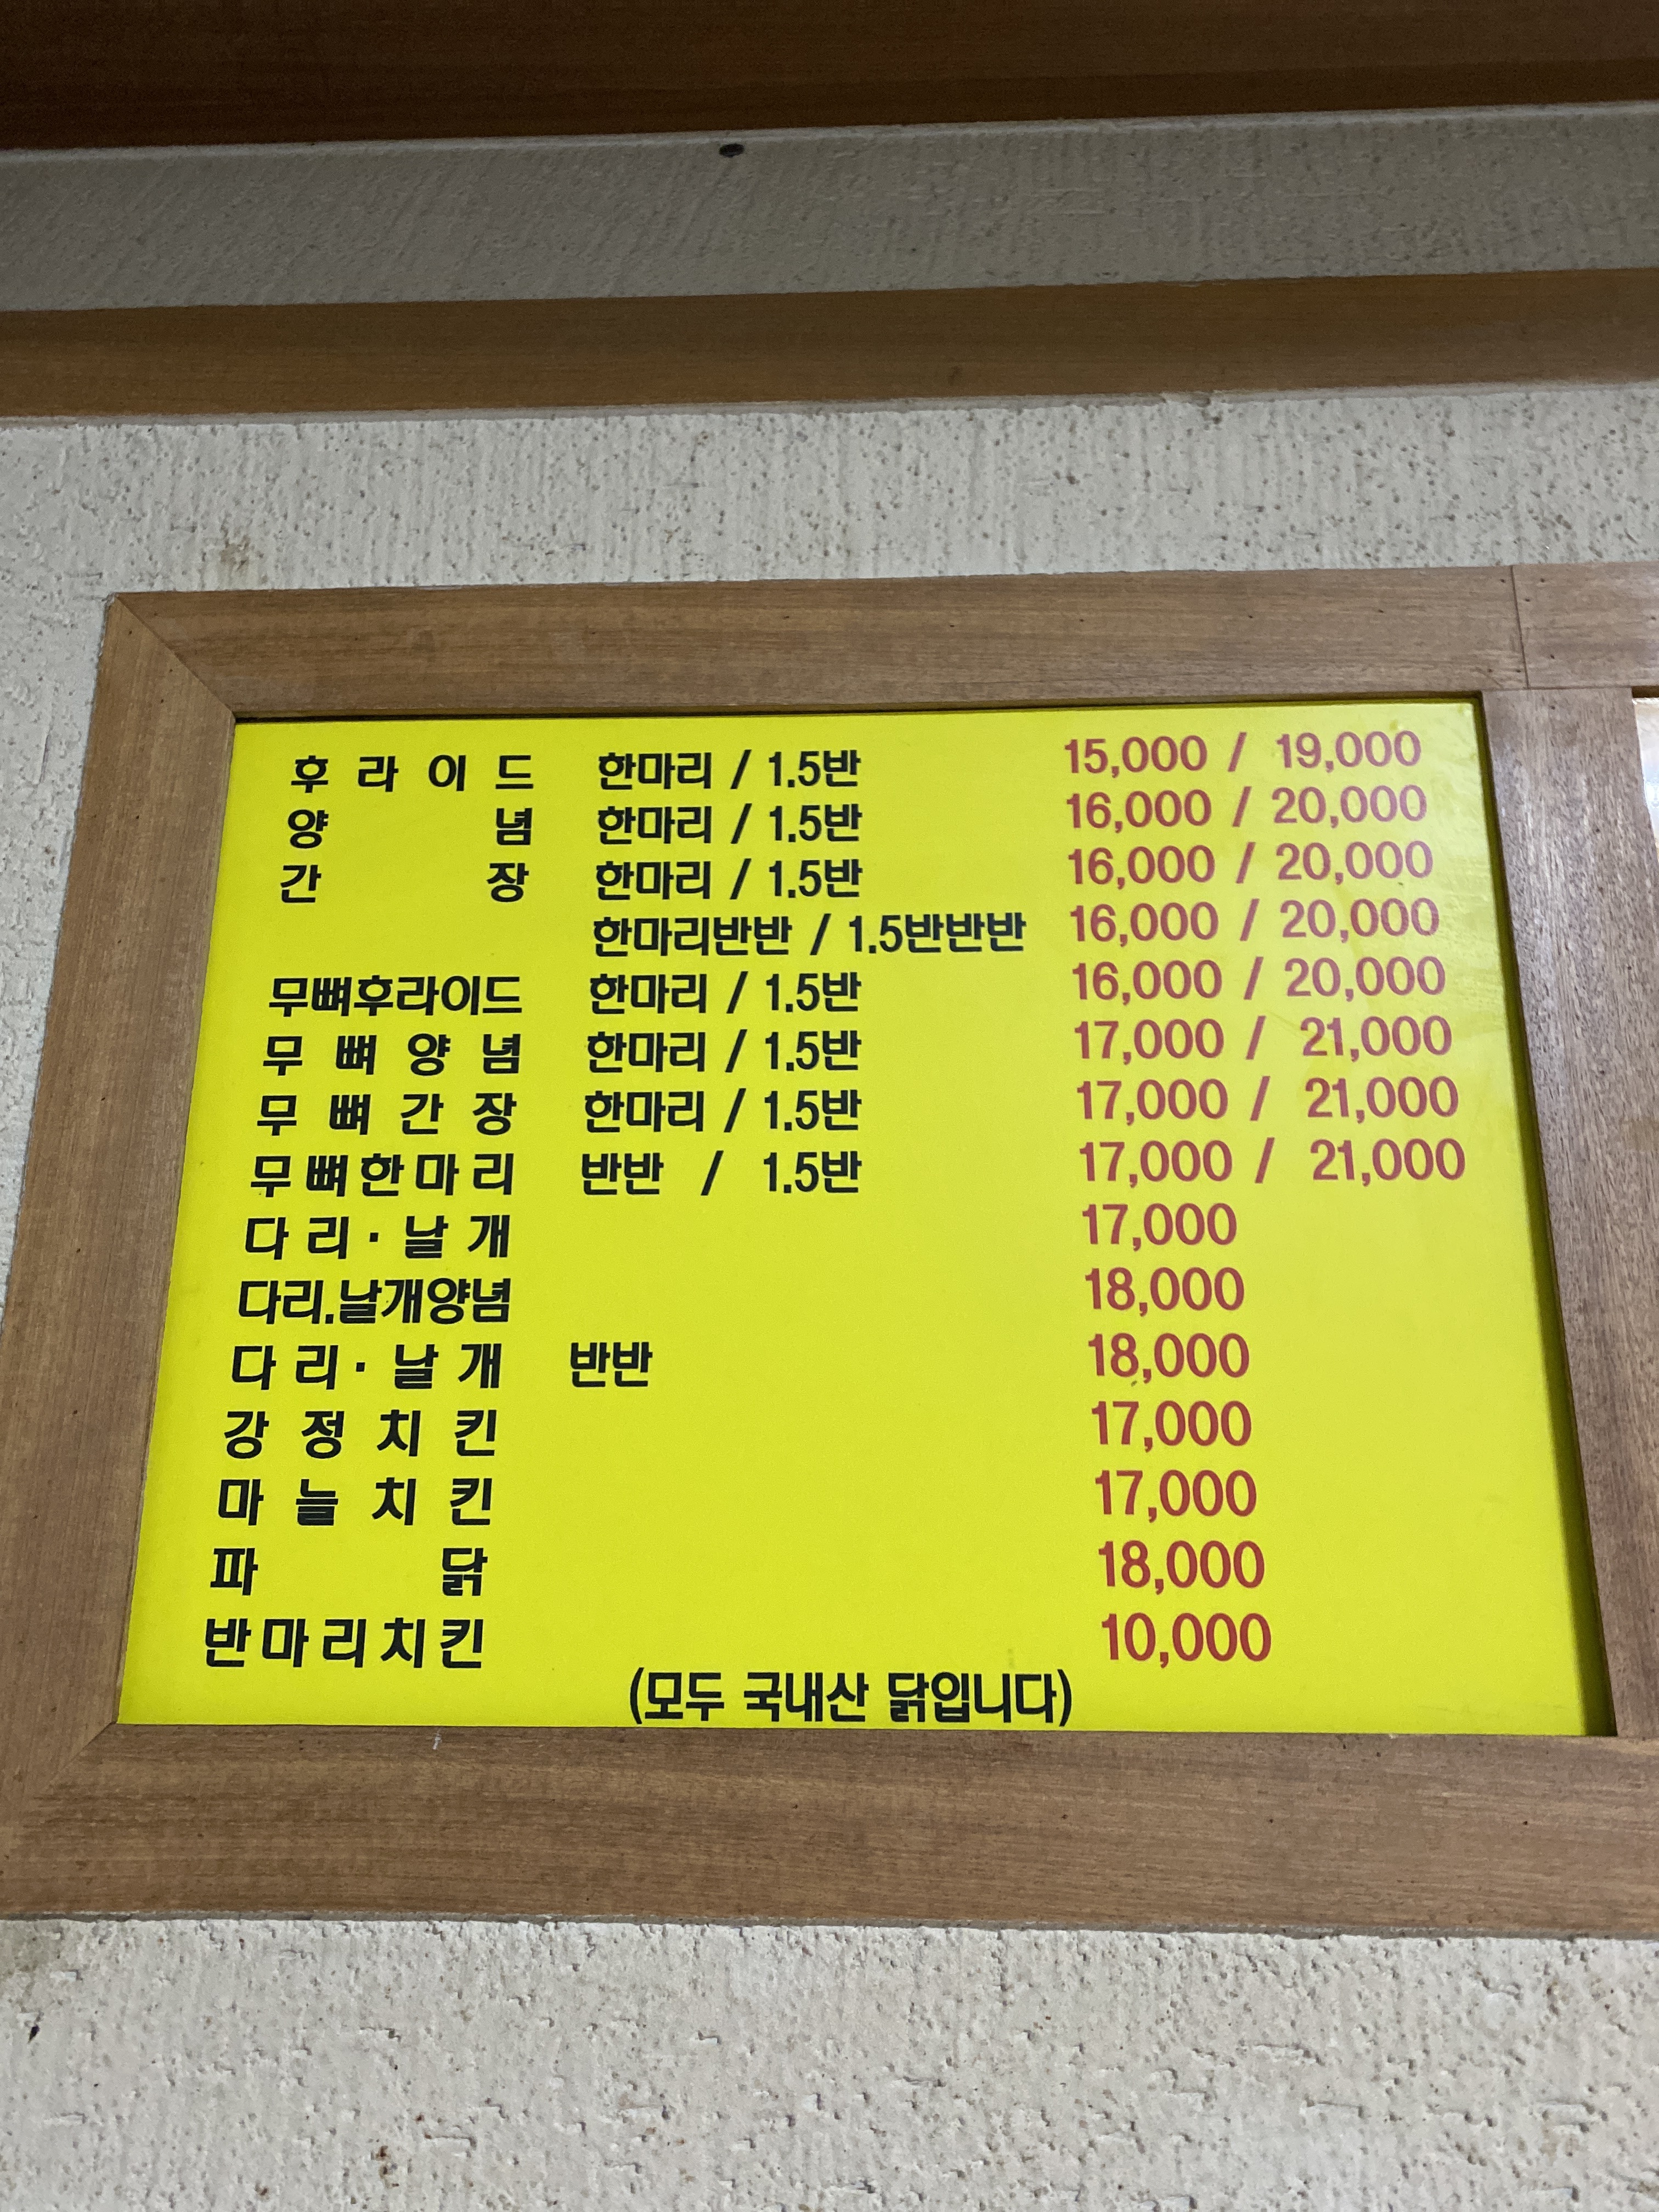 후라이드 한마리 / 1.5반 15,000 / 19,000
양념 한마리 / 1.5반 16,000 / 20,000
간장 한마리 / 1.5반 16,000 / 20,000
한마리반반 / 1.5반반반 16,000 / 20,000
무뼈후라이드 한마리 / 1.5반 16,000 / 20,000
무뼈양념 한마리 / 1.5반 17,000 / 21,000
무뼈간장 한마리 / 1.5반 17,000 / 21,000
무뼈한마리 반반 / 1.5반 17,000 / 21,000
다리·날개 17,000
다리.날개양념 18,000
다리·날개 반반 18,000
강정치킨 17,000
마늘치킨 17,000
파닭 18,000
반마리치킨 10,000
(모두 국내산 닭입니다)